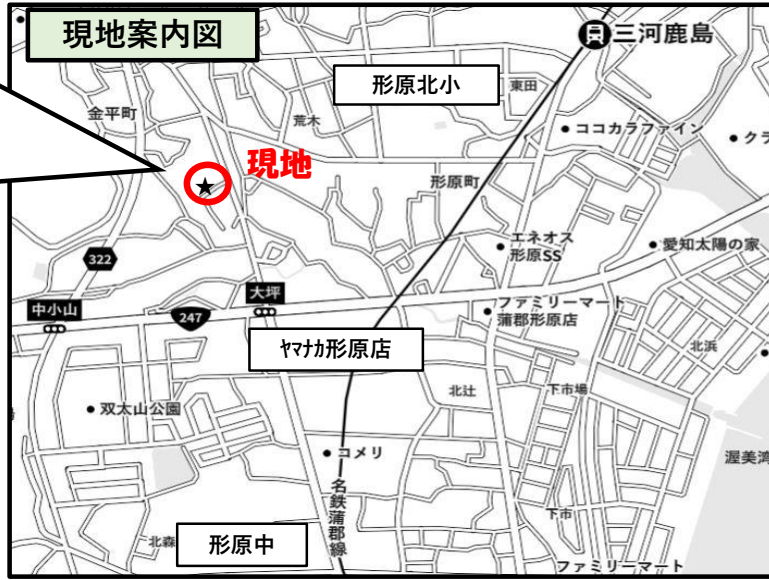 現地案内図
三河鹿島
形原北小
東田
金平町
荒木
ココカラファイン
クラ
現地
形原町
エネオス
形原SS
愛知太陽の家
322
大坪
中小山
247
ファミリーマート
蒲郡形原店
ヤマナカ形原店
北浜
北辻
下市場
双太山公園
コメリ
渥美湾
名鉄蒲郡線
下市
北森
形原中
ファミリーマート